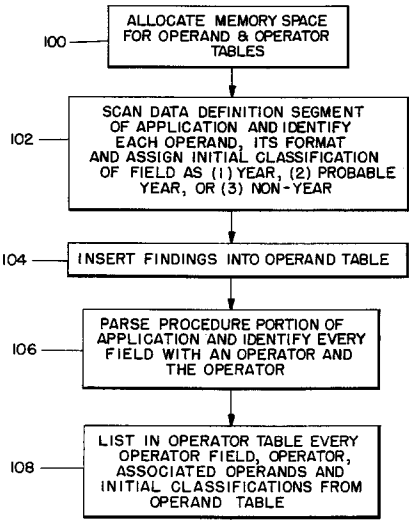 100
ALLOCATE MEMORY SPACE
FOR OPERAND & OPERATOR
TABLES
102
SCAN DATA DEFINITION SEGMENT
OF APPLICATION AND IDENTIFY
EACH OPERAND, ITS FORMAT
AND ASSIGN INITIAL CLASSIFICATION
OF FIELD AS (1) YEAR, (2) PROBABLE
YEAR, OR (3) NON-YEAR
104
INSERT FINDINGS INTO OPERAND TABLE
106
PARSE PROCEDURE PORTION OF
APPLICATION AND IDENTIFY EVERY
FIELD WITH AN OPERATOR AND
THE OPERATOR
108
LIST IN OPERATOR TABLE EVERY
OPERATOR FIELD, OPERATOR,
ASSOCIATED OPERANDS AND
INITIAL CLASSIFICATIONS FROM
OPERAND TABLE